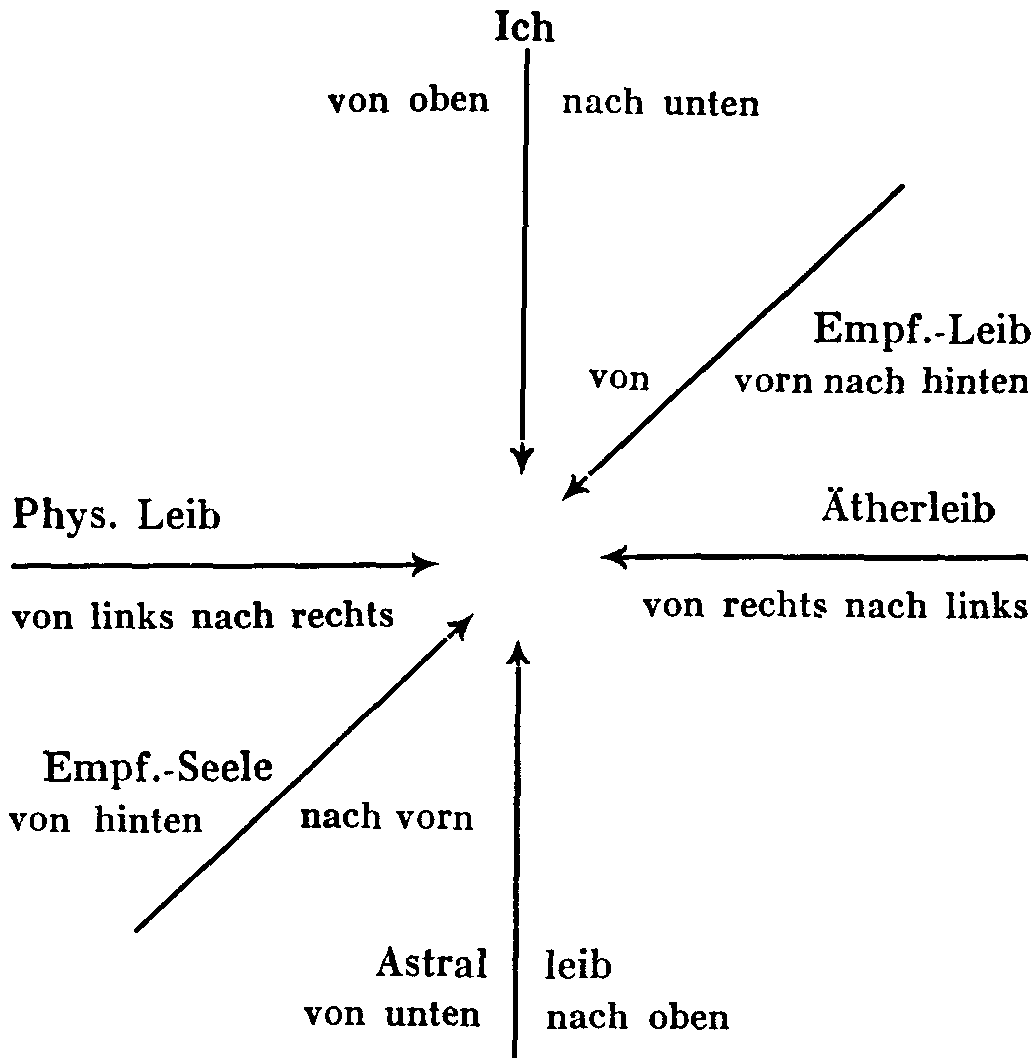 Ich
von oben nach unten
Empf.-Leib
von vorn nach hinten
Phys. Leib
Ätherleib
von links nach rechts
von rechts nach links
Empf.-Seele
von hinten nach vorn
Astral leib
von unten nach oben